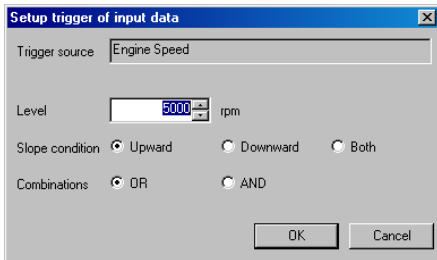 Setup trigger of input data
Trigger source Engine Speed
Level 5000 rpm
Slope condition Upward Downward Both
Combinations OR AND
OK Cancel